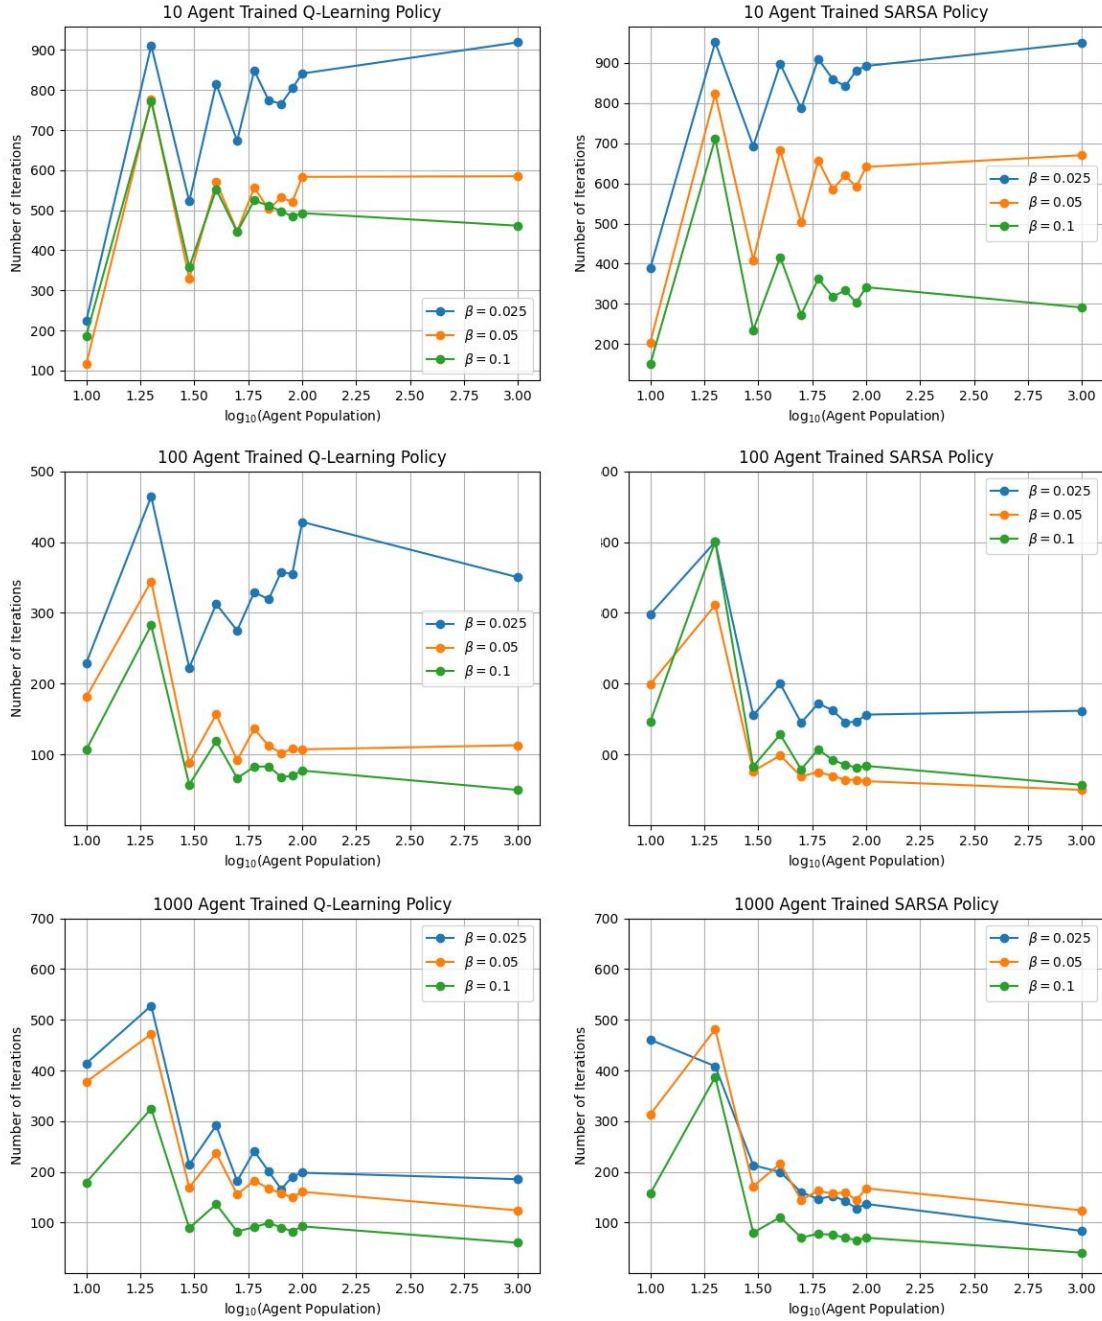 10 Agent Trained Q-Learning Policy
Number of Iterations
900
800
700
600
500
400
300
200
100
β = 0.025
β = 0.05
β = 0.1
1.00 1.25 1.50 1.75 2.00 2.25 2.50 2.75 3.00
log10(Agent Population)
10 Agent Trained SARSA Policy
Number of Iterations
900
800
700
600
500
400
300
200
β = 0.025
β = 0.05
β = 0.1
1.00 1.25 1.50 1.75 2.00 2.25 2.50 2.75 3.00
log10(Agent Population)
100 Agent Trained Q-Learning Policy
Number of Iterations
500
400
300
200
100
β = 0.025
β = 0.05
β = 0.1
1.00 1.25 1.50 1.75 2.00 2.25 2.50 2.75 3.00
log10(Agent Population)
100 Agent Trained SARSA Policy
00
00
00
00
00
β = 0.025
β = 0.05
β = 0.1
1.00 1.25 1.50 1.75 2.00 2.25 2.50 2.75 3.00
log10(Agent Population)
1000 Agent Trained Q-Learning Policy
Number of Iterations
700
600
500
400
300
200
100
β = 0.025
β = 0.05
β = 0.1
1.00 1.25 1.50 1.75 2.00 2.25 2.50 2.75 3.00
log10(Agent Population)
1000 Agent Trained SARSA Policy
Number of Iterations
700
600
500
400
300
200
100
β = 0.025
β = 0.05
β = 0.1
1.00 1.25 1.50 1.75 2.00 2.25 2.50 2.75 3.00
log10(Agent Population)